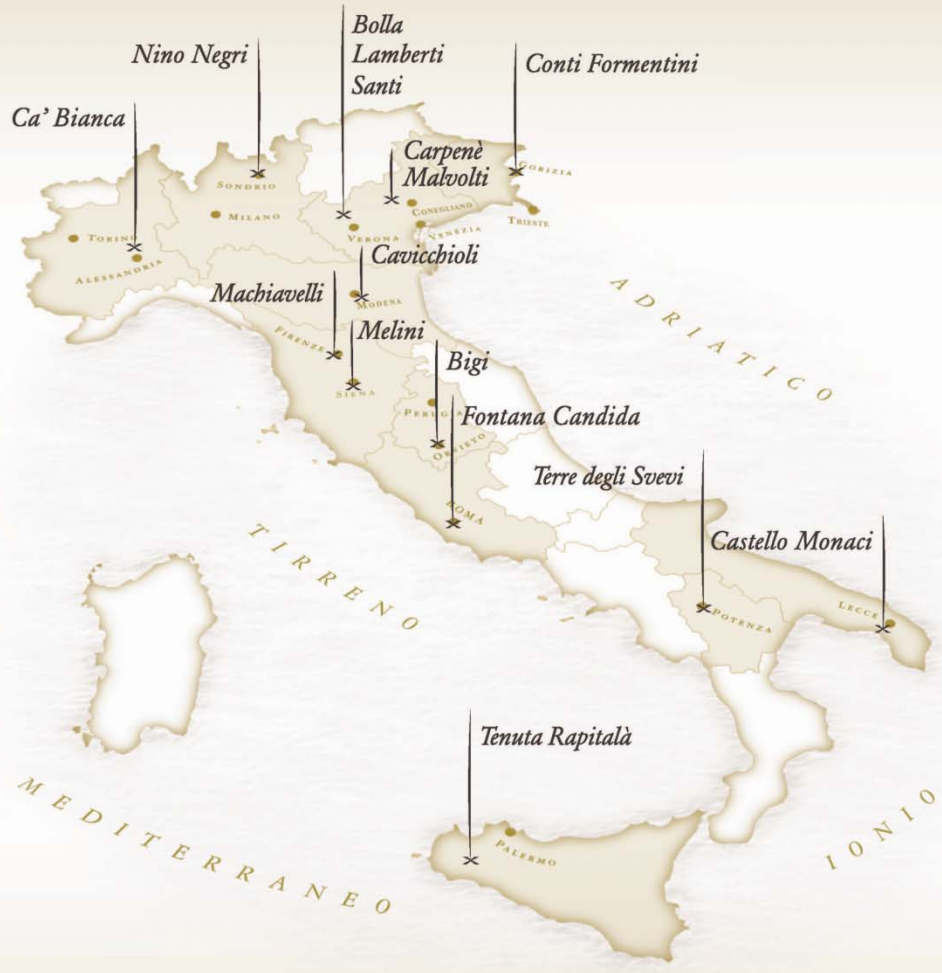 Bolla
Lamberti
Santi
Nino Negri
Conti Formentini
Ca' Bianca
Carpenè
Malvolti
GORIZIA
SONDRIO
CONEGLIANO
MILANO
TRIESTE
VERONA
VENEZIA
TORINO
Cavicchioli
ALESSANDRIA
Machiavelli
MODENA
ADRIATICO
Melini
FIRENZE
Bigi
SIENA
PERUGIA
Fontana Candida
ORVIETO
Terre degli Svevi
ROMA
TIRRENO
Castello Monaci
LECCE
POTENZA
Tenuta Rapitalà
MEDITERRANEO
IONIO
PALERMO